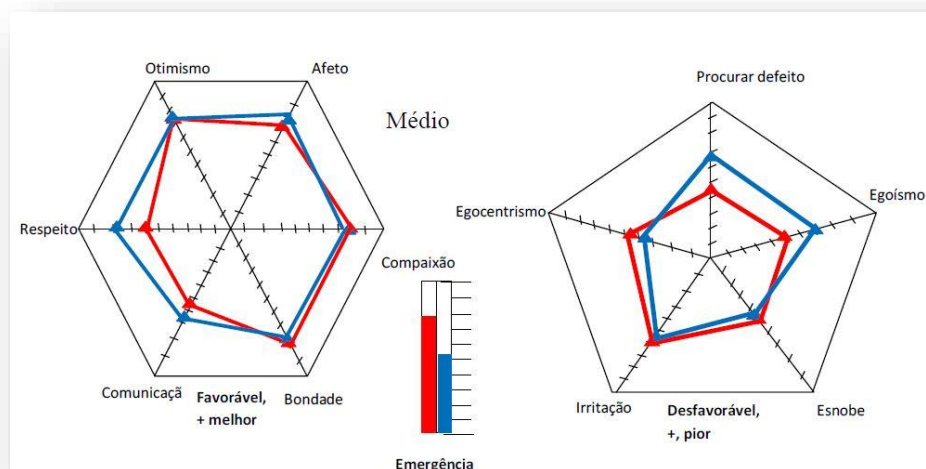 Otimismo
Afeto
Médio
Procurar defeito
Respeito
Compaixão
Egocentrismo
Egoísmo
Comunicaçã
Favorável,
+ melhor
Bondade
Emergência
Irritação
Desfavorável,
+, pior
Esnobe